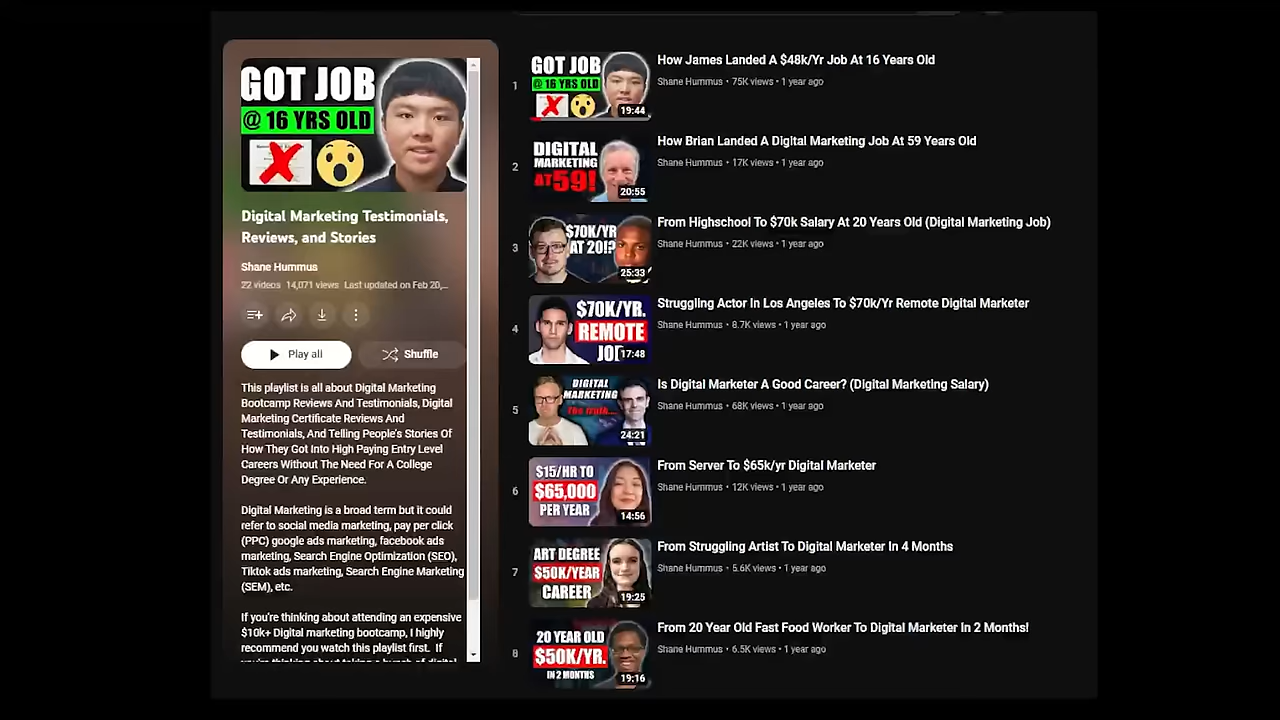 GOT JOB
@ 16 YRS OLD
Digital Marketing Testimonials,
Reviews, and Stories
Shane Hummus
22 videos 14,071 views Last updated on Feb 20,...
Play all
Shuffle
This playlist is all about Digital Marketing
Bootcamp Reviews And Testimonials, Digital
Marketing Certificate Reviews And
Testimonials, And Telling People's Stories Of
How They Got Into High Paying Entry Level
Careers Without The Need For A College
Degree Or Any Experience.
Digital Marketing is a broad term but it could
refer to social media marketing, pay per click
(PPC) google ads marketing, facebook ads
marketing, Search Engine Optimization (SEO),
Tiktok ads marketing, Search Engine Marketing
(SEM), etc.
If you're thinking about attending an expensive
$10k+ Digital marketing bootcamp, I highly
recommend you watch this playlist first. If
you're thinking about taking a bunch of digital
1
GOT JOB
@ 16 YRS OLD
19:44
How James Landed A $48k/Yr Job At 16 Years Old
Shane Hummus • 75K views • 1 year ago
2
DIGITAL
MARKETING
AT 59!
20:55
How Brian Landed A Digital Marketing Job At 59 Years Old
Shane Hummus • 17K views • 1 year ago
3
$70K/YR
AT 20!?
25:33
From Highschool To $70k Salary At 20 Years Old (Digital Marketing Job)
Shane Hummus • 22K views • 1 year ago
4
$70K/YR.
REMOTE
JOB
17:48
Struggling Actor In Los Angeles To $70k/Yr Remote Digital Marketer
Shane Hummus • 8.7K views • 1 year ago
5
DIGITAL
MARKETING
The truth...
24:21
Is Digital Marketer A Good Career? (Digital Marketing Salary)
Shane Hummus • 68K views • 1 year ago
6
$15/HR TO
$65,000
PER YEAR
14:56
From Server To $65k/yr Digital Marketer
Shane Hummus • 12K views • 1 year ago
7
ART DEGREE
$50K/YEAR
CAREER
19:25
From Struggling Artist To Digital Marketer In 4 Months
Shane Hummus • 5.6K views • 1 year ago
8
20 YEAR OLD
$50K/YR.
IN 2 MONTHS
19:16
From 20 Year Old Fast Food Worker To Digital Marketer In 2 Months!
Shane Hummus • 6.5K views • 1 year ago